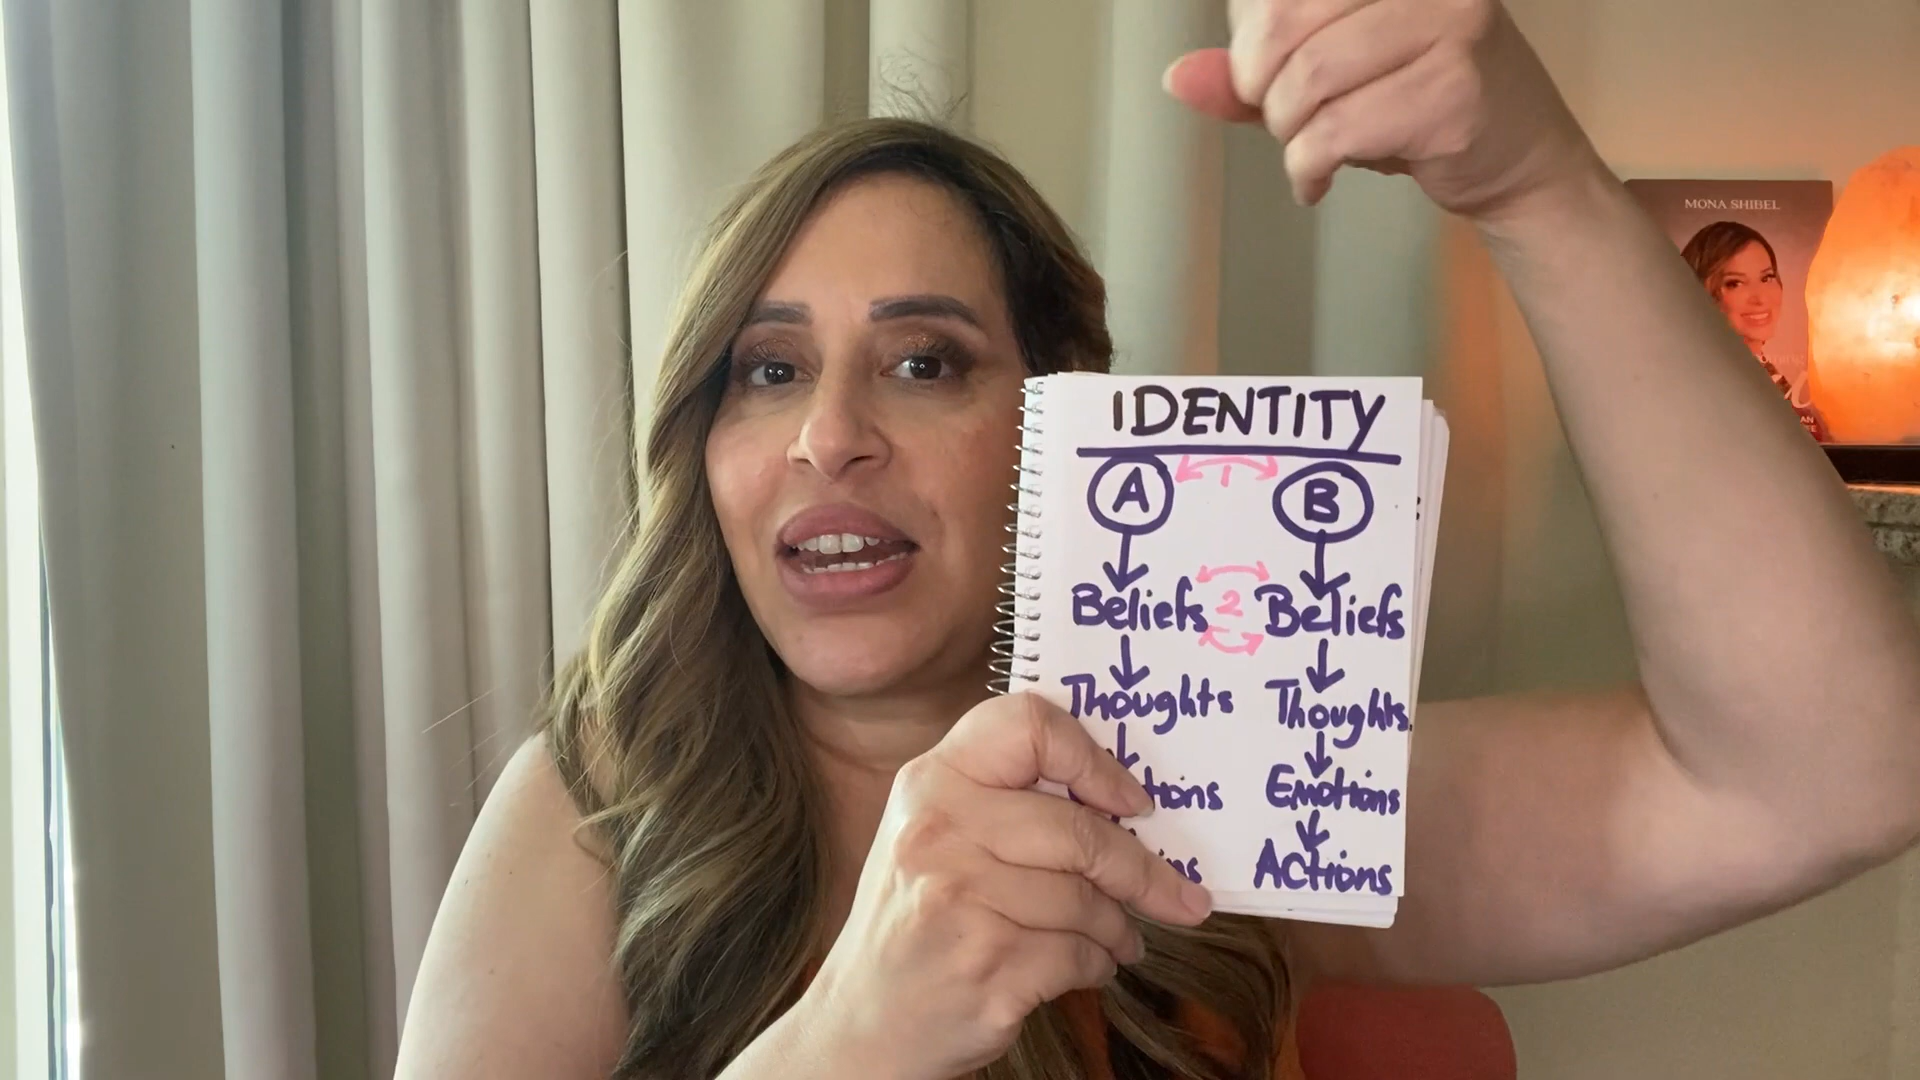 MONA SHIBEL
IDENTITY
A 1 B
Beliefs 2 Beliefs
Thoughts Thoughts
Emotions
Actions